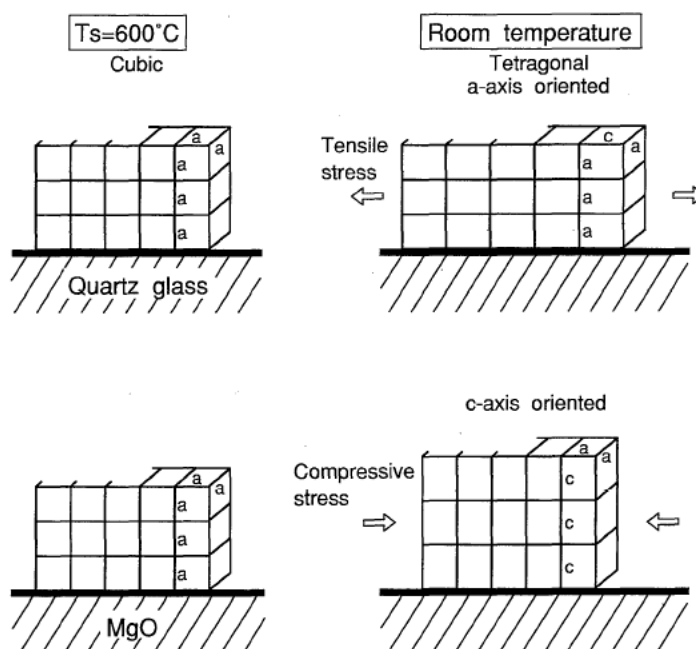 Ts=600°C
Cubic
a
a
a
a
a
Quartz glass
Room temperature
Tetragonal
a-axis oriented
Tensile
stress
c
a
a
a
a
a
a
a
a
a
MgO
c-axis oriented
Compressive
stress
a
a
c
c
c